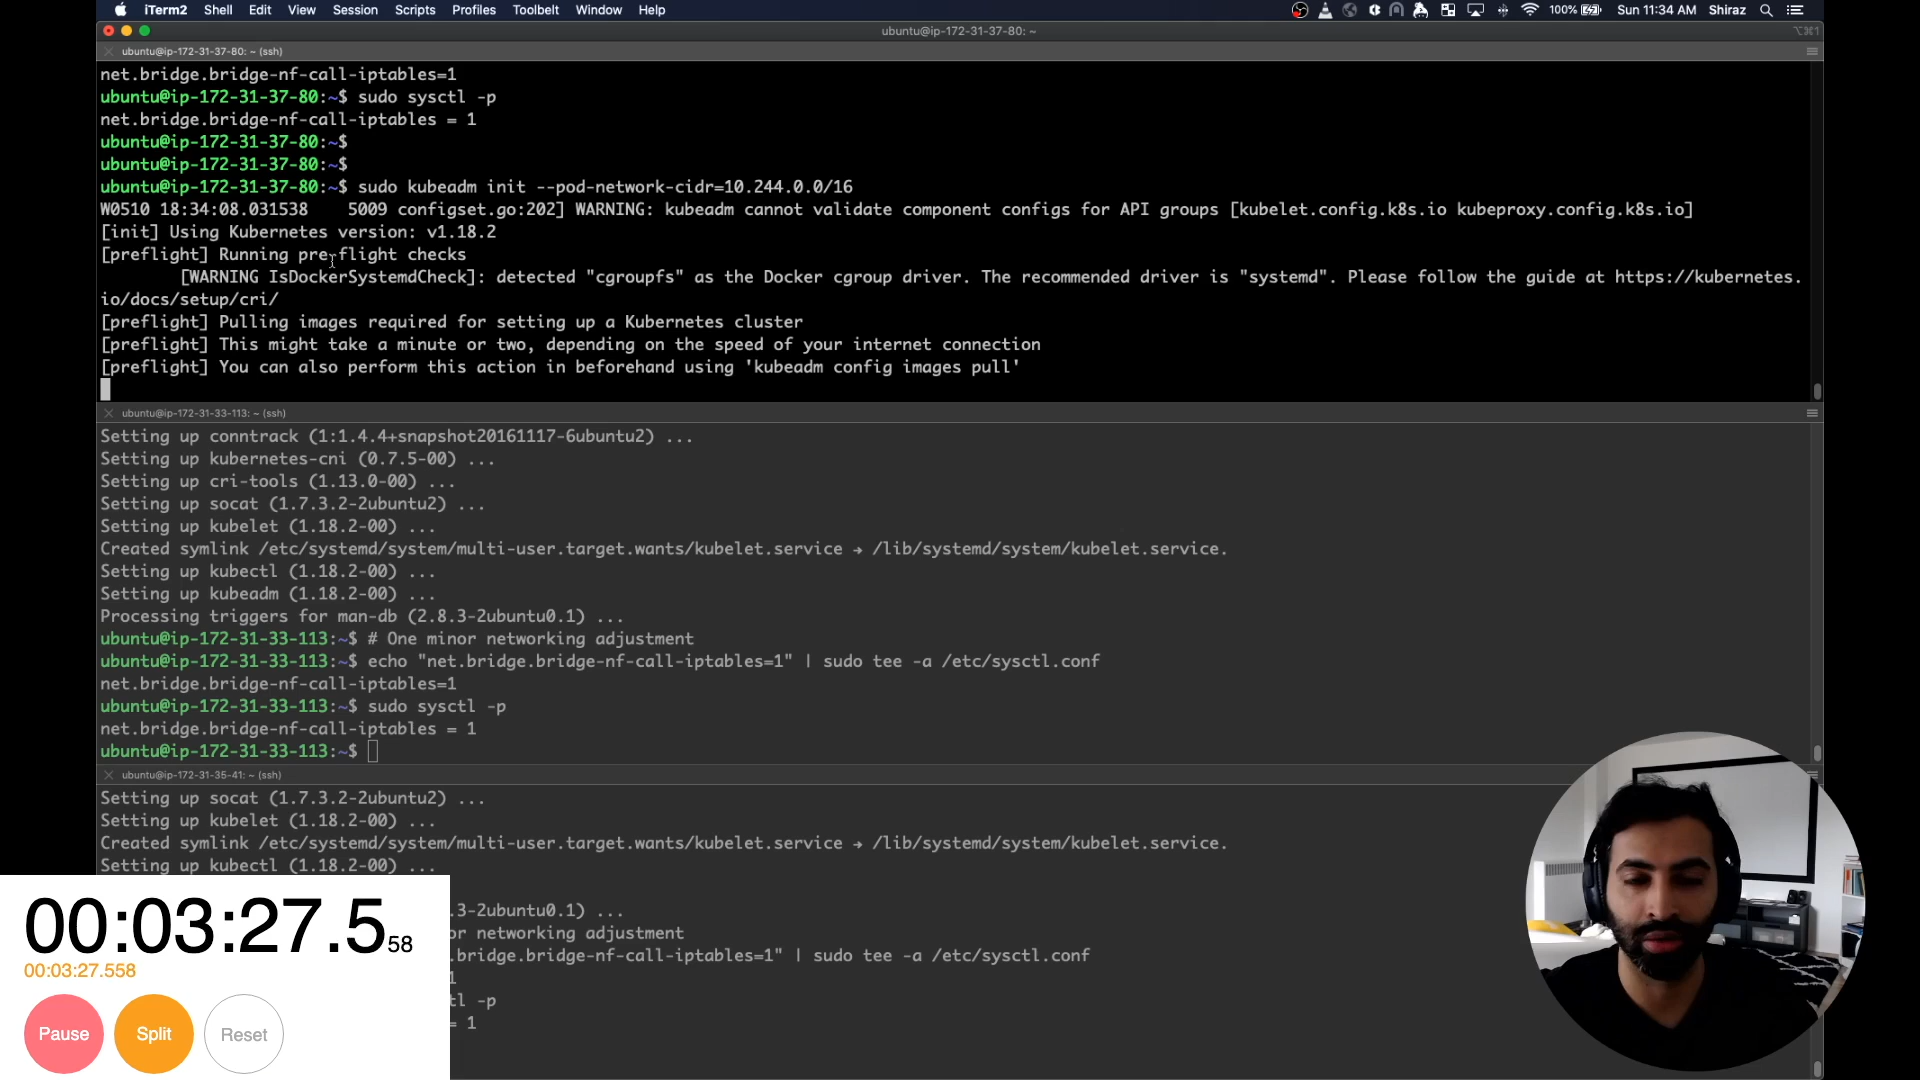 iTerm2 Shell Edit View Session Scripts Profiles Toolbelt Window Help 100% Sun 11:34 AM Shiraz
ubuntu@ip-172-31-37-80: ~
⌥⌘1
ubuntu@ip-172-31-37-80: ~ (ssh)
net.bridge.bridge-nf-call-iptables=1
ubuntu@ip-172-31-37-80:~$ sudo sysctl -p
net.bridge.bridge-nf-call-iptables = 1
ubuntu@ip-172-31-37-80:~$
ubuntu@ip-172-31-37-80:~$
ubuntu@ip-172-31-37-80:~$ sudo kubeadm init --pod-network-cidr=10.244.0.0/16
W0510 18:34:08.031538    5009 configset.go:202] WARNING: kubeadm cannot validate component configs for API groups [kubelet.config.k8s.io kubeproxy.config.k8s.io]
[init] Using Kubernetes version: v1.18.2
[preflight] Running pre-flight checks
[WARNING IsDockerSystemdCheck]: detected "cgroupfs" as the Docker cgroup driver. The recommended driver is "systemd". Please follow the guide at https://kubernetes.
io/docs/setup/cri/
[preflight] Pulling images required for setting up a Kubernetes cluster
[preflight] This might take a minute or two, depending on the speed of your internet connection
[preflight] You can also perform this action in beforehand using 'kubeadm config images pull'
ubuntu@ip-172-31-33-113: ~ (ssh)
Setting up conntrack (1:1.4.4+snapshot20161117-6ubuntu2) ...
Setting up kubernetes-cni (0.7.5-00) ...
Setting up cri-tools (1.13.0-00) ...
Setting up socat (1.7.3.2-2ubuntu2) ...
Setting up kubelet (1.18.2-00) ...
Created symlink /etc/systemd/system/multi-user.target.wants/kubelet.service → /lib/systemd/system/kubelet.service.
Setting up kubectl (1.18.2-00) ...
Setting up kubeadm (1.18.2-00) ...
Processing triggers for man-db (2.8.3-2ubuntu0.1) ...
ubuntu@ip-172-31-33-113:~$ # One minor networking adjustment
ubuntu@ip-172-31-33-113:~$ echo "net.bridge.bridge-nf-call-iptables=1" | sudo tee -a /etc/sysctl.conf
net.bridge.bridge-nf-call-iptables=1
ubuntu@ip-172-31-33-113:~$ sudo sysctl -p
net.bridge.bridge-nf-call-iptables = 1
ubuntu@ip-172-31-33-113:~$
ubuntu@ip-172-31-35-41: ~ (ssh)
Setting up socat (1.7.3.2-2ubuntu2) ...
Setting up kubelet (1.18.2-00) ...
Created symlink /etc/systemd/system/multi-user.target.wants/kubelet.service → /lib/systemd/system/kubelet.service.
Setting up kubectl (1.18.2-00) ...
.3-2ubuntu0.1) ...
or networking adjustment
.bridge.bridge-nf-call-iptables=1" | sudo tee -a /etc/sysctl.conf
1
tl -p
= 1
00:03:27.558
00:03:27.558
Pause Split Reset